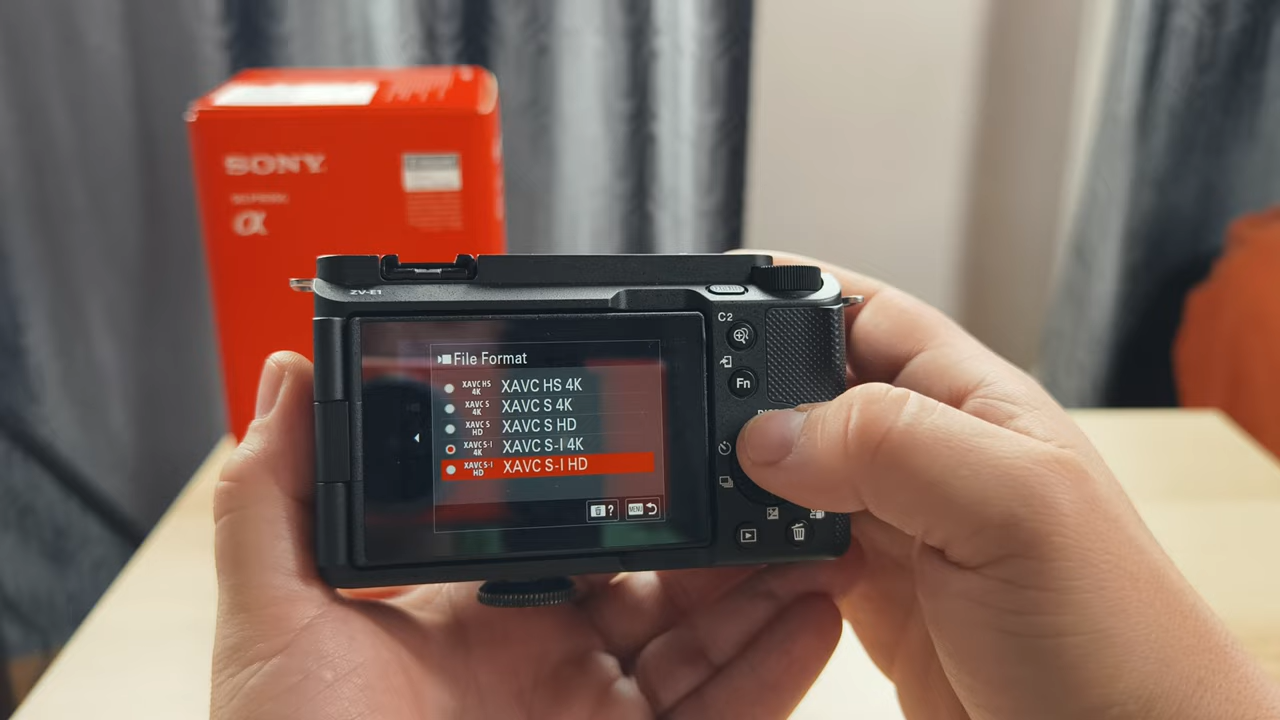 SONY
α
ZV-E1
C2
Fn
File Format
XAVC HS 4K XAVC HS 4K
XAVC S 4K XAVC S 4K
XAVC S HD XAVC S HD
XAVC S-I 4K XAVC S-I 4K
XAVC S-I HD XAVC S-I HD
? MENU